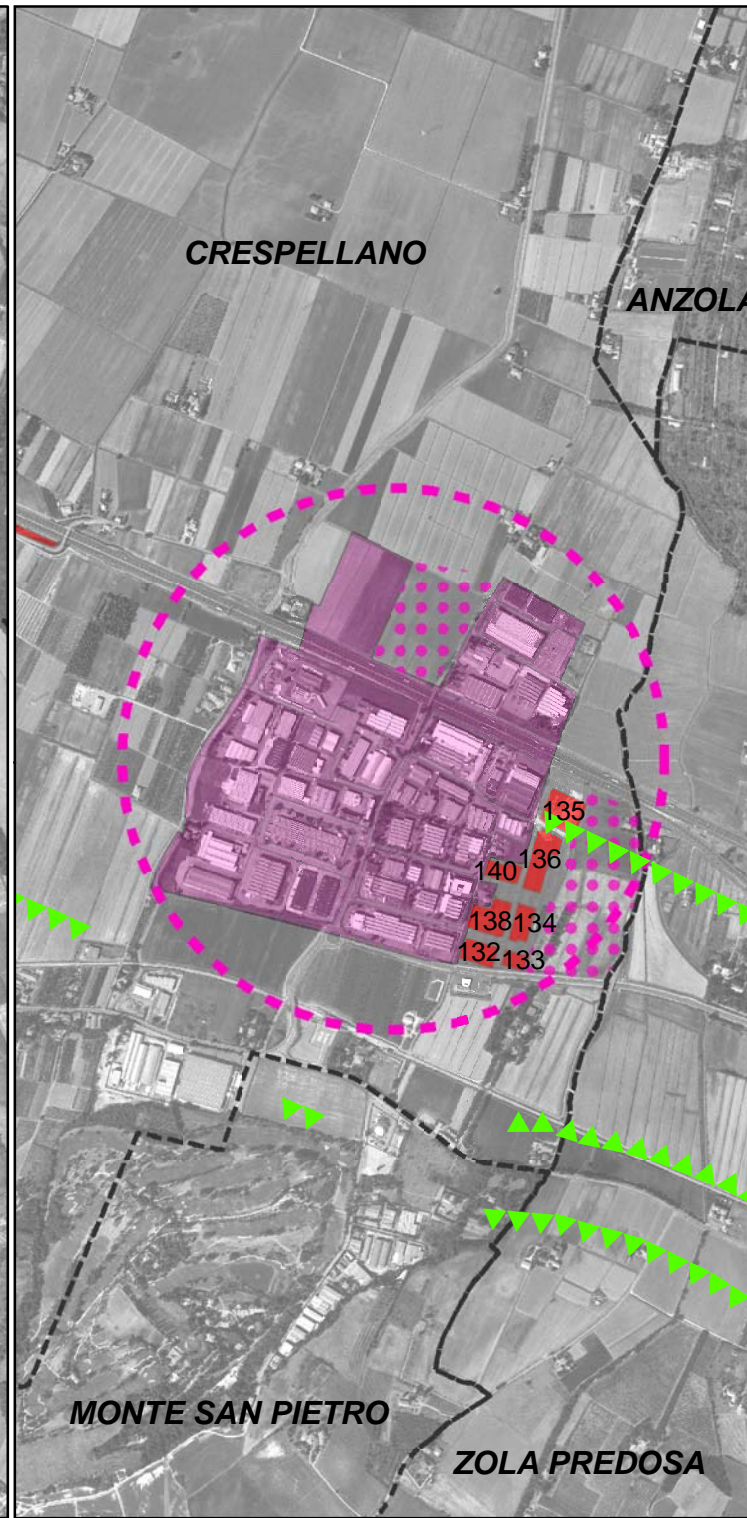 CRESPELLANO
ANZOLA
135
136
140
138
134
132
133
MONTE SAN PIETRO
ZOLA PREDOSA